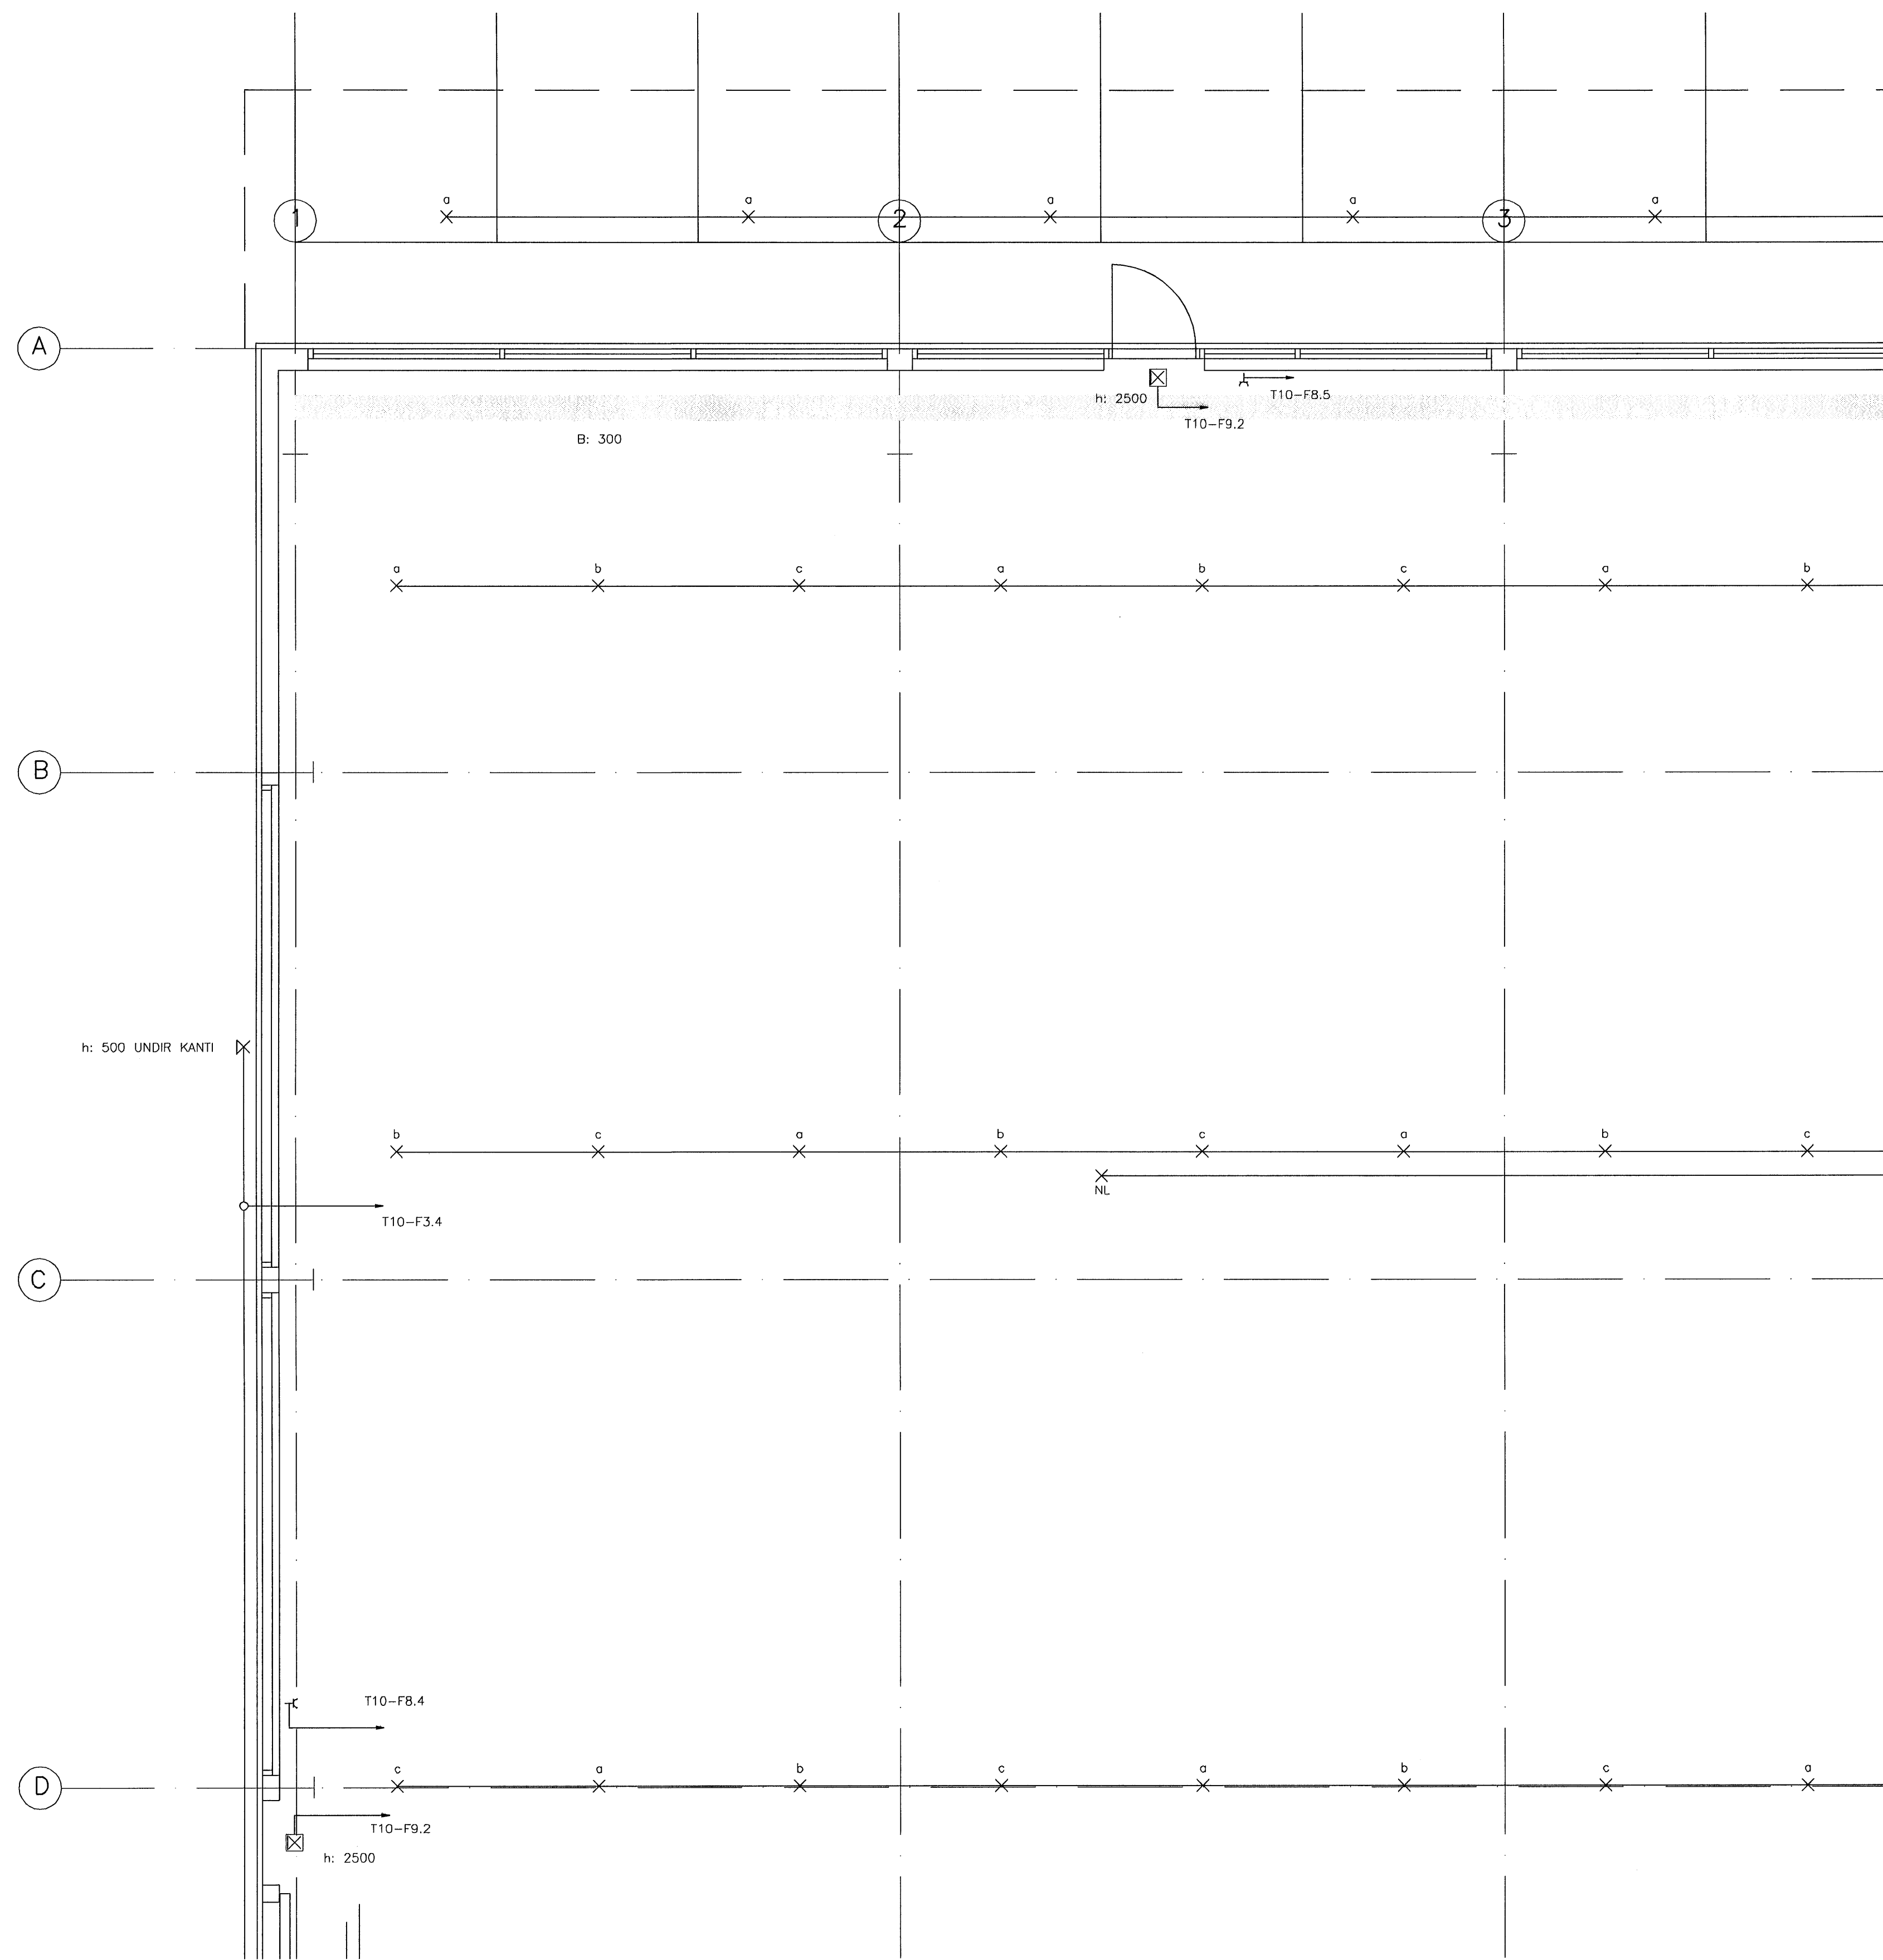 a a a a a
1 2 3
A
h: 2500 T10-F8.5
T10-F9.2
B: 300
a b c a b c a b
B
h: 500 UNDIR KANTI
b c a b c a b c
NL
T10-F3.4
C
T10-F8.4
c a b c a b c a
D
T10-F9.2
h: 2500